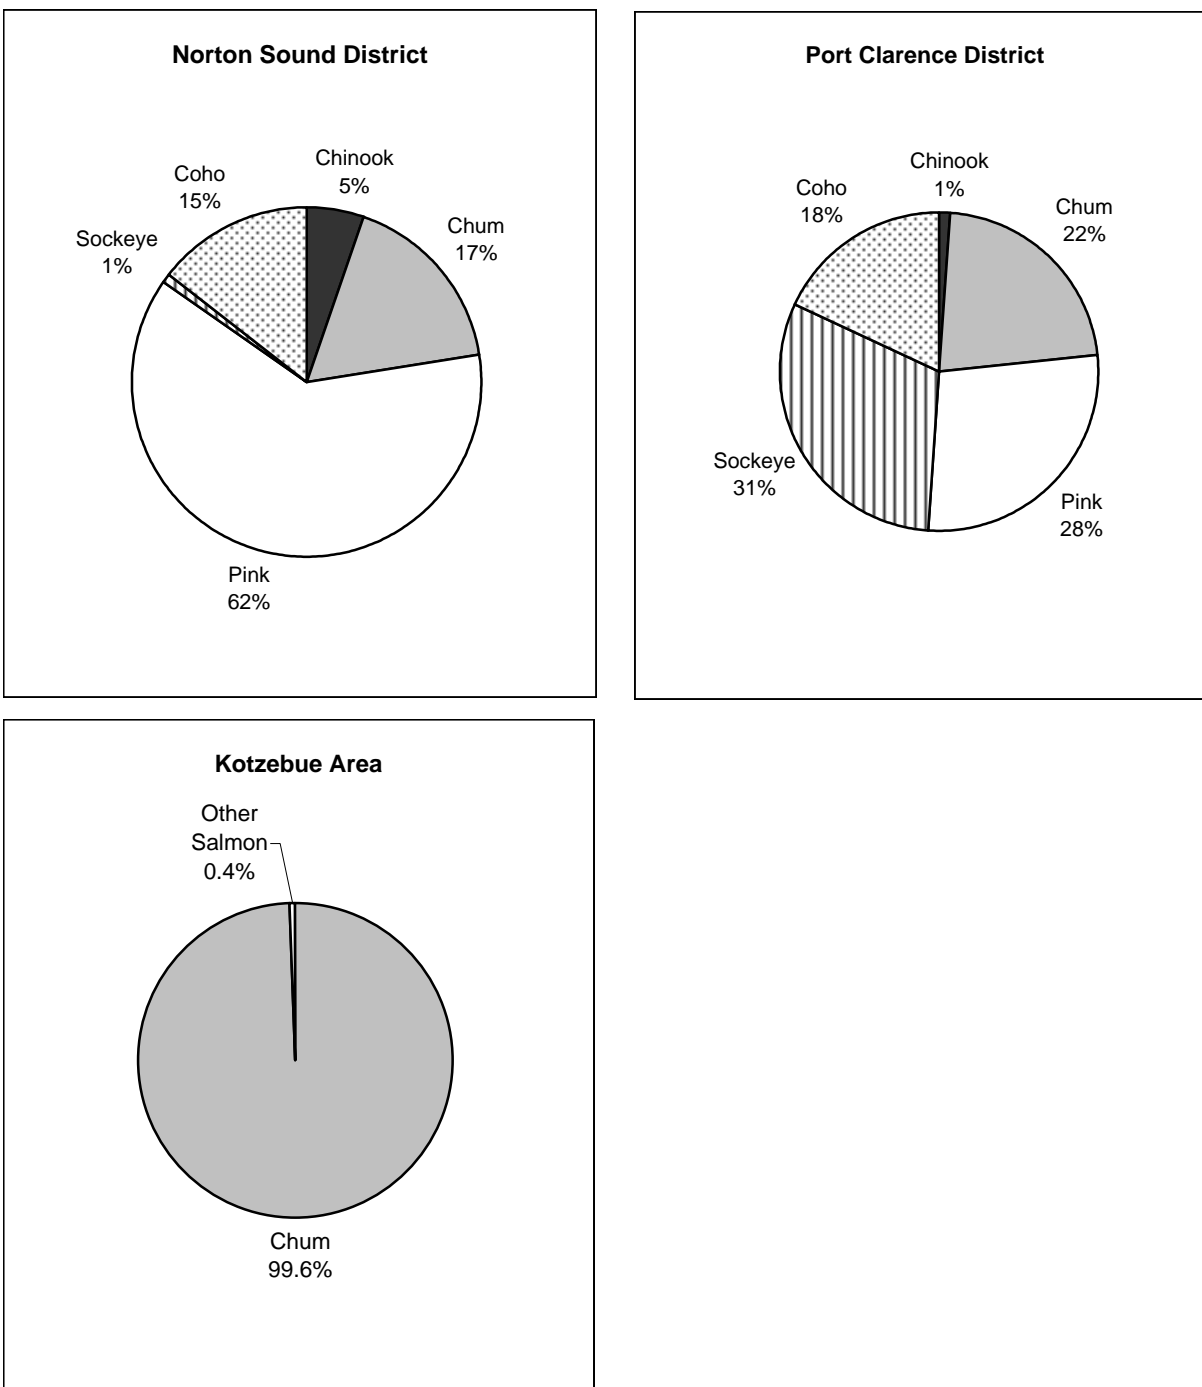 Norton Sound District
Chinook
5%
Chum
17%
Pink
62%
Sockeye
1%
Coho
15%
Port Clarence District
Chinook
1%
Chum
22%
Pink
28%
Sockeye
31%
Coho
18%
Kotzebue Area
Other
Salmon
0.4%
Chum
99.6%